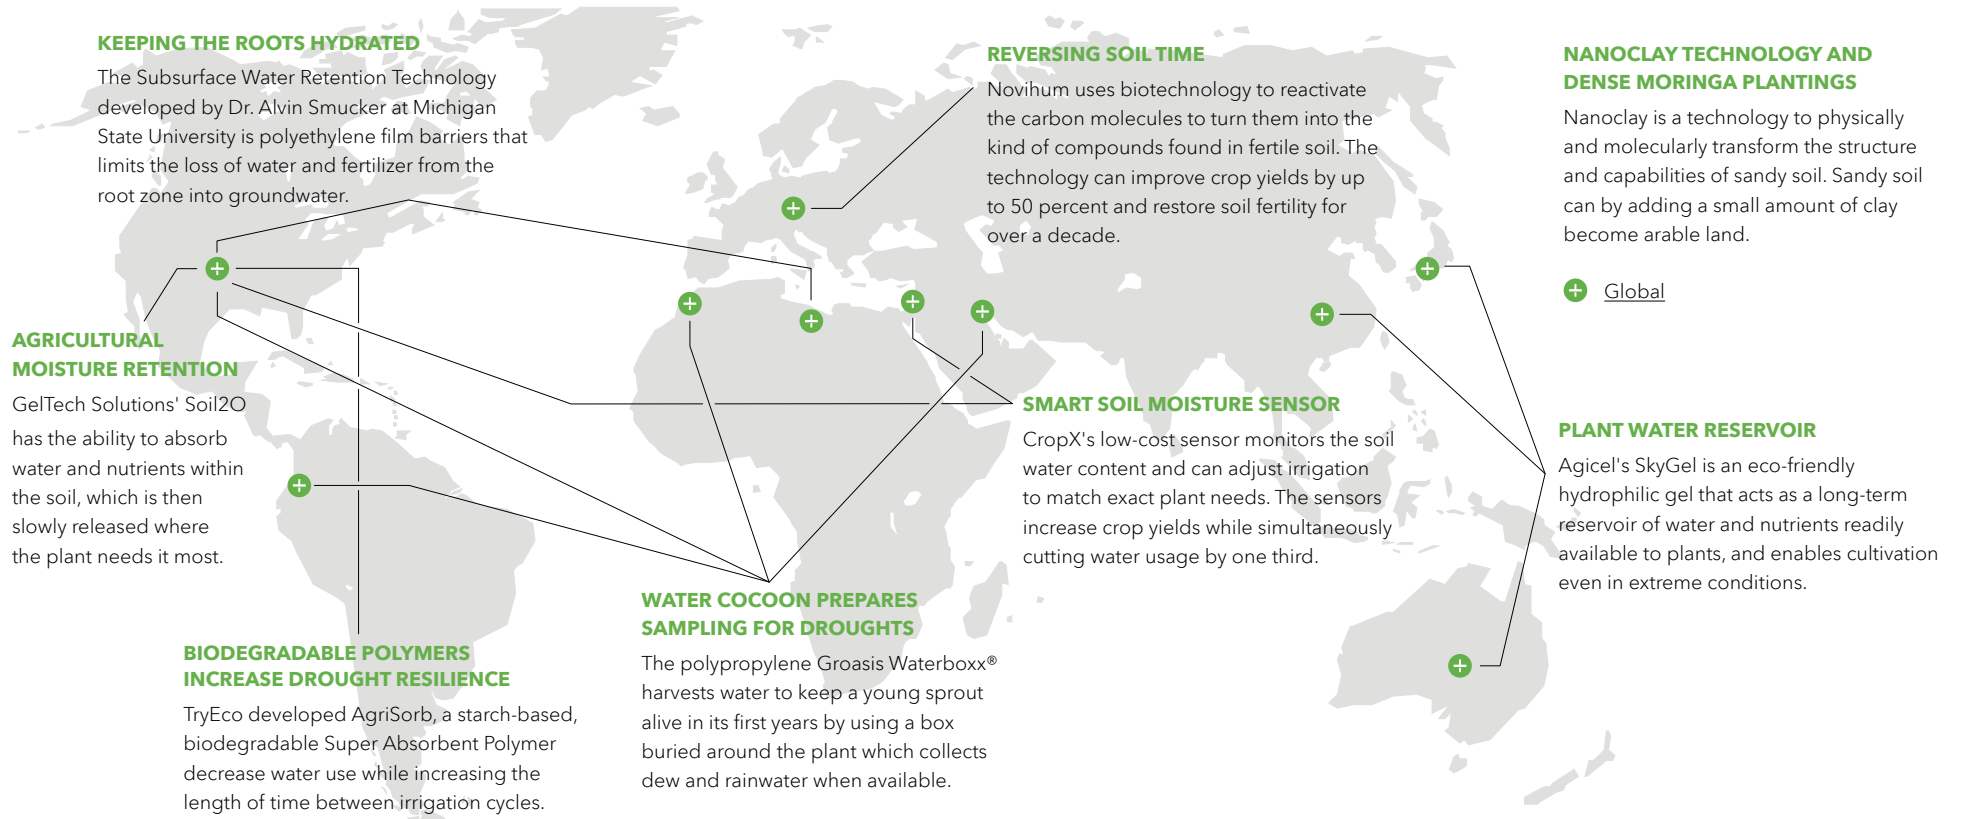 KEEPING THE ROOTS HYDRATED
The Subsurface Water Retention Technology
developed by Dr. Alvin Smucker at Michigan
State University is polyethylene film barriers that
limits the loss of water and fertilizer from the
root zone into groundwater.
REVERSING SOIL TIME
Novihum uses biotechnology to reactivate
the carbon molecules to turn them into the
kind of compounds found in fertile soil. The
technology can improve crop yields by up
to 50 percent and restore soil fertility for
over a decade.
NANOCLAY TECHNOLOGY AND
DENSE MORINGA PLANTINGS
Nanoclay is a technology to physically
and molecularly transform the structure
and capabilities of sandy soil. Sandy soil
can by adding a small amount of clay
become arable land.
Global
AGRICULTURAL
MOISTURE RETENTION
GelTech Solutions' Soil2O
has the ability to absorb
water and nutrients within
the soil, which is then
slowly released where
the plant needs it most.
SMART SOIL MOISTURE SENSOR
CropX's low-cost sensor monitors the soil
water content and can adjust irrigation
to match exact plant needs. The sensors
increase crop yields while simultaneously
cutting water usage by one third.
PLANT WATER RESERVOIR
Agicel's SkyGel is an eco-friendly
hydrophilic gel that acts as a long-term
reservoir of water and nutrients readily
available to plants, and enables cultivation
even in extreme conditions.
BIODEGRADABLE POLYMERS
INCREASE DROUGHT RESILIENCE
TryEco developed AgriSorb, a starch-based,
biodegradable Super Absorbent Polymer
decrease water use while increasing the
length of time between irrigation cycles.
WATER COCOON PREPARES
SAMPLING FOR DROUGHTS
The polypropylene Groasis Waterboxx®
harvests water to keep a young sprout
alive in its first years by using a box
buried around the plant which collects
dew and rainwater when available.